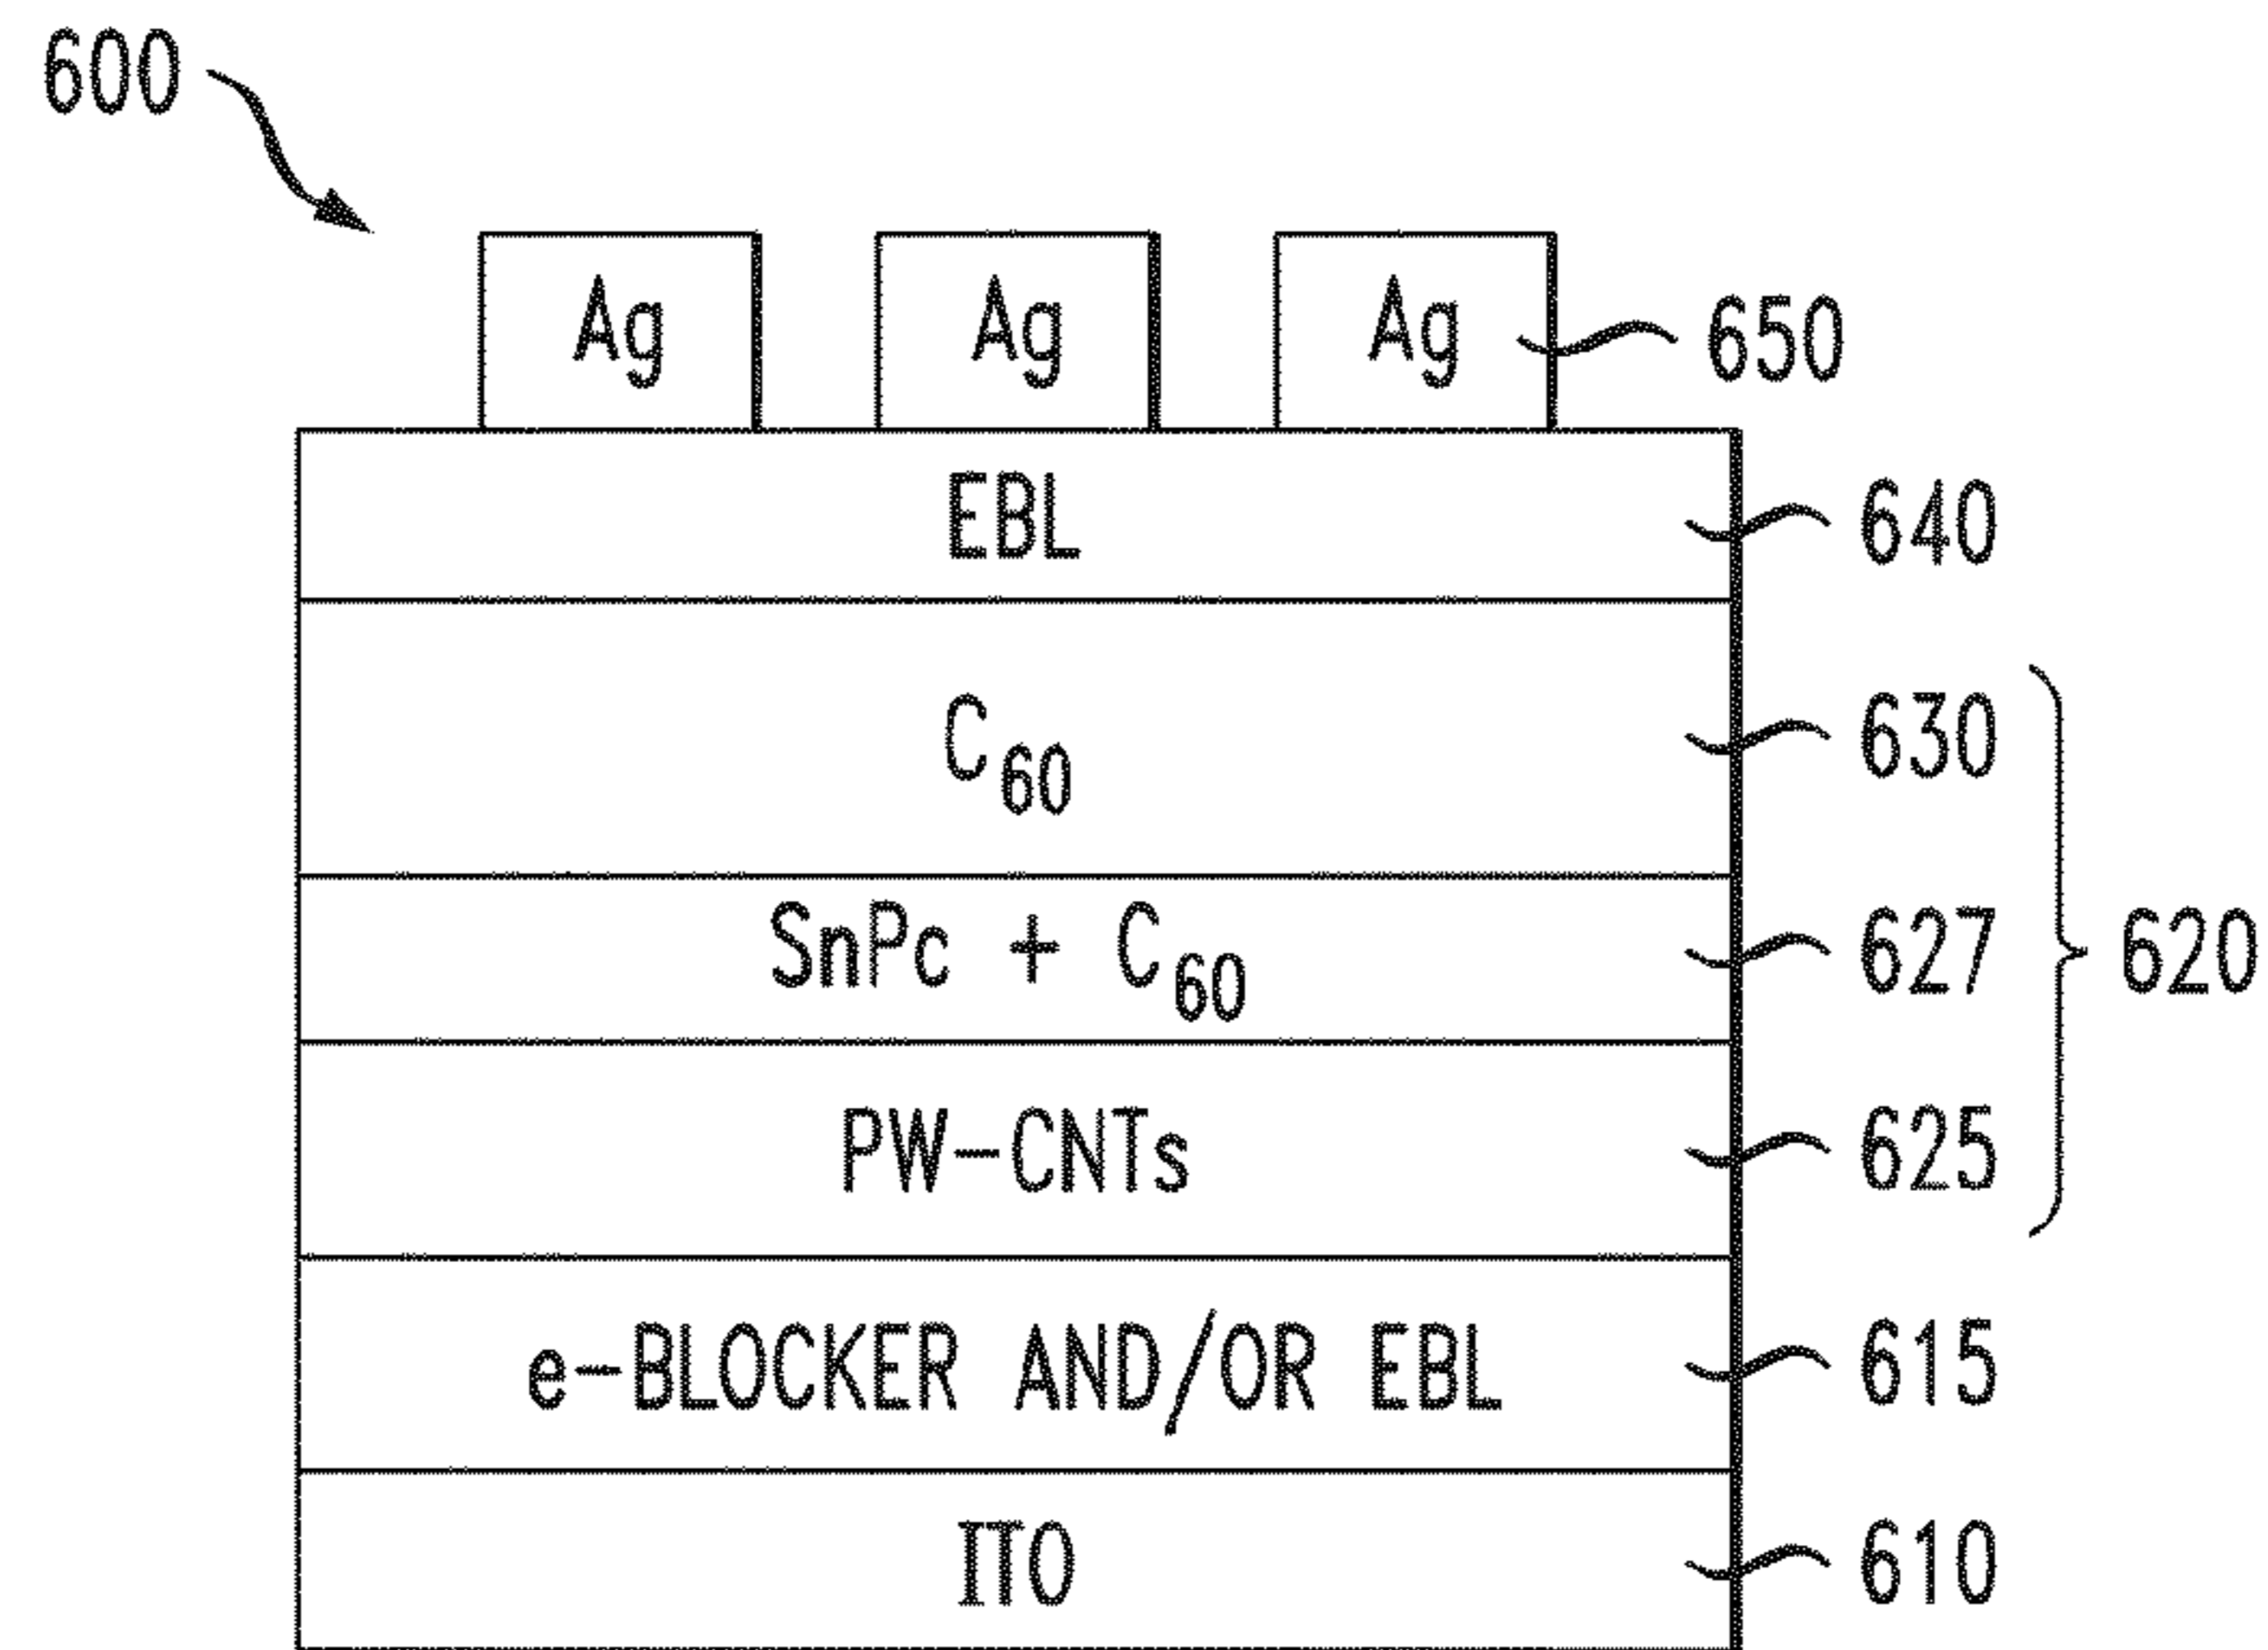 600
Ag Ag Ag 650
EBL 640
C60 630
SnPc + C60 627 620
PW-CNTs 625
e-BLOCKER AND/OR EBL 615
ITO 610